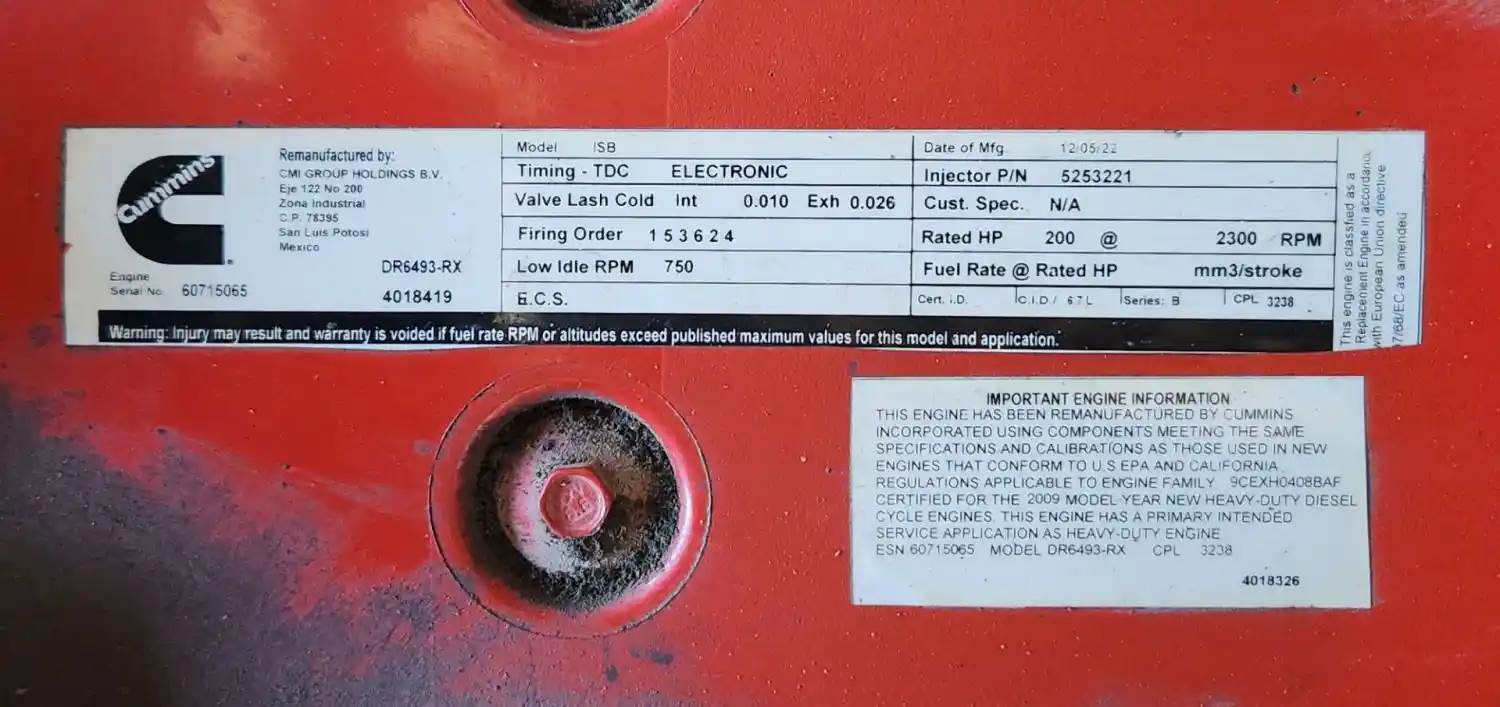 Cummins
Remanufactured by:
CMI GROUP HOLDINGS B.V.
Eje 122 No 200
Zona Industrial
C.P. 78395
San Luis Potosi
Mexico
DR6493-RX
Engine
Serial No. 60715065
4018419
Model ISB
Timing - TDC ELECTRONIC
Valve Lash Cold Int 0.010 Exh 0.026
Firing Order 1 5 3 6 2 4
Low Idle RPM 750
E.C.S.
Date of Mfg. 12/05/22
Injector P/N 5253221
Cust. Spec. N/A
Rated HP 200 @ 2300 RPM
Fuel Rate @ Rated HP mm3/stroke
Cert. I.D. C.I.D./ 6.7 L Series: B CPL 3238
Warning: Injury may result and warranty is voided if fuel rate RPM or altitudes exceed published maximum values for this model and application.
This engine is classified as a
Replacement Engine in accordance
with European Union directive
97/68/EC as amended
IMPORTANT ENGINE INFORMATION
THIS ENGINE HAS BEEN REMANUFACTURED BY CUMMINS
INCORPORATED USING COMPONENTS MEETING THE SAME
SPECIFICATIONS AND CALIBRATIONS AS THOSE USED IN NEW
ENGINES THAT CONFORM TO U.S EPA AND CALIFORNIA
REGULATIONS APPLICABLE TO ENGINE FAMILY 9CEXH0408BAF
CERTIFIED FOR THE 2009 MODEL YEAR NEW HEAVY-DUTY DIESEL
CYCLE ENGINES. THIS ENGINE HAS A PRIMARY INTENDED
SERVICE APPLICATION AS HEAVY-DUTY ENGINE
ESN 60715065 MODEL DR6493-RX CPL 3238
4018326